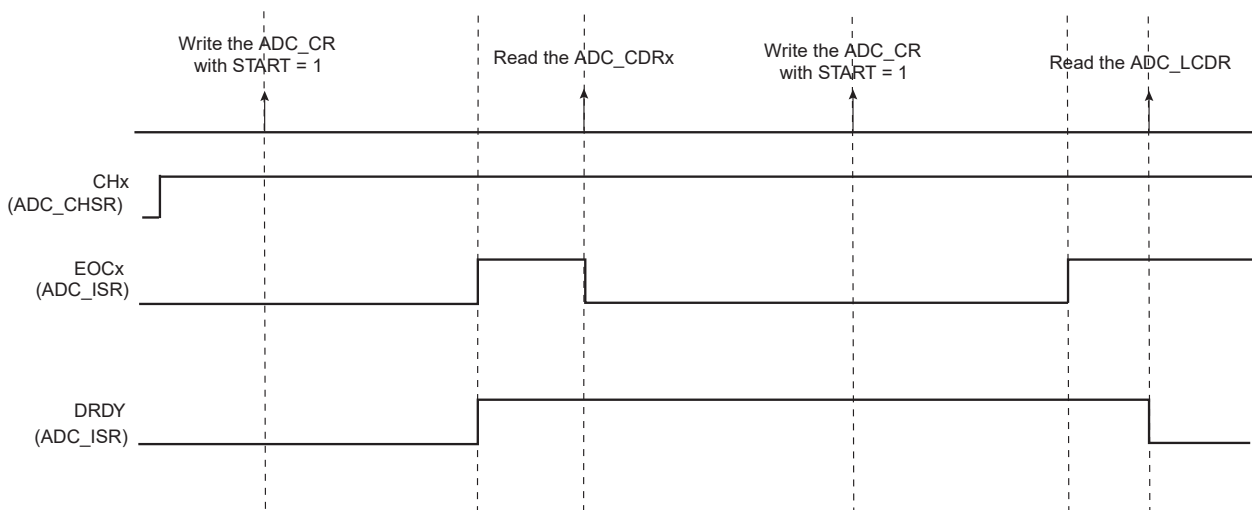 Write the ADC_CR
with START = 1
Read the ADC_CDRx
Write the ADC_CR
with START = 1
Read the ADC_LCDR
CHx
(ADC_CHSR)
EOCx
(ADC_ISR)
DRDY
(ADC_ISR)